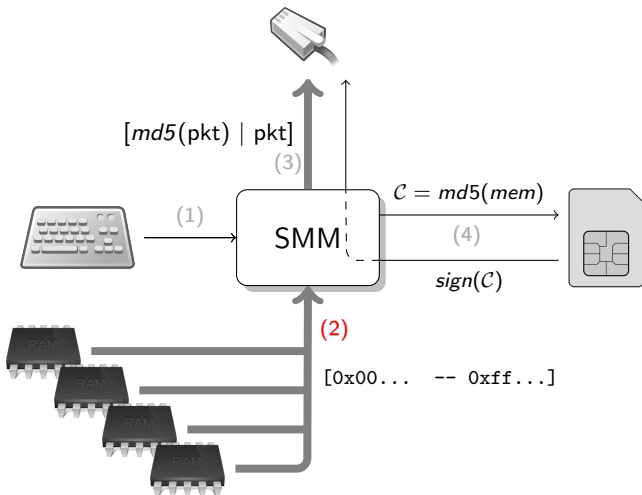 [md5(pkt) | pkt]
(3)
(1)
𝒞 = md5(mem)
SMM
(4)
sign(𝒞)
(2)
RAM
[0x00... -- 0xff...]
RAM
RAM
RAM